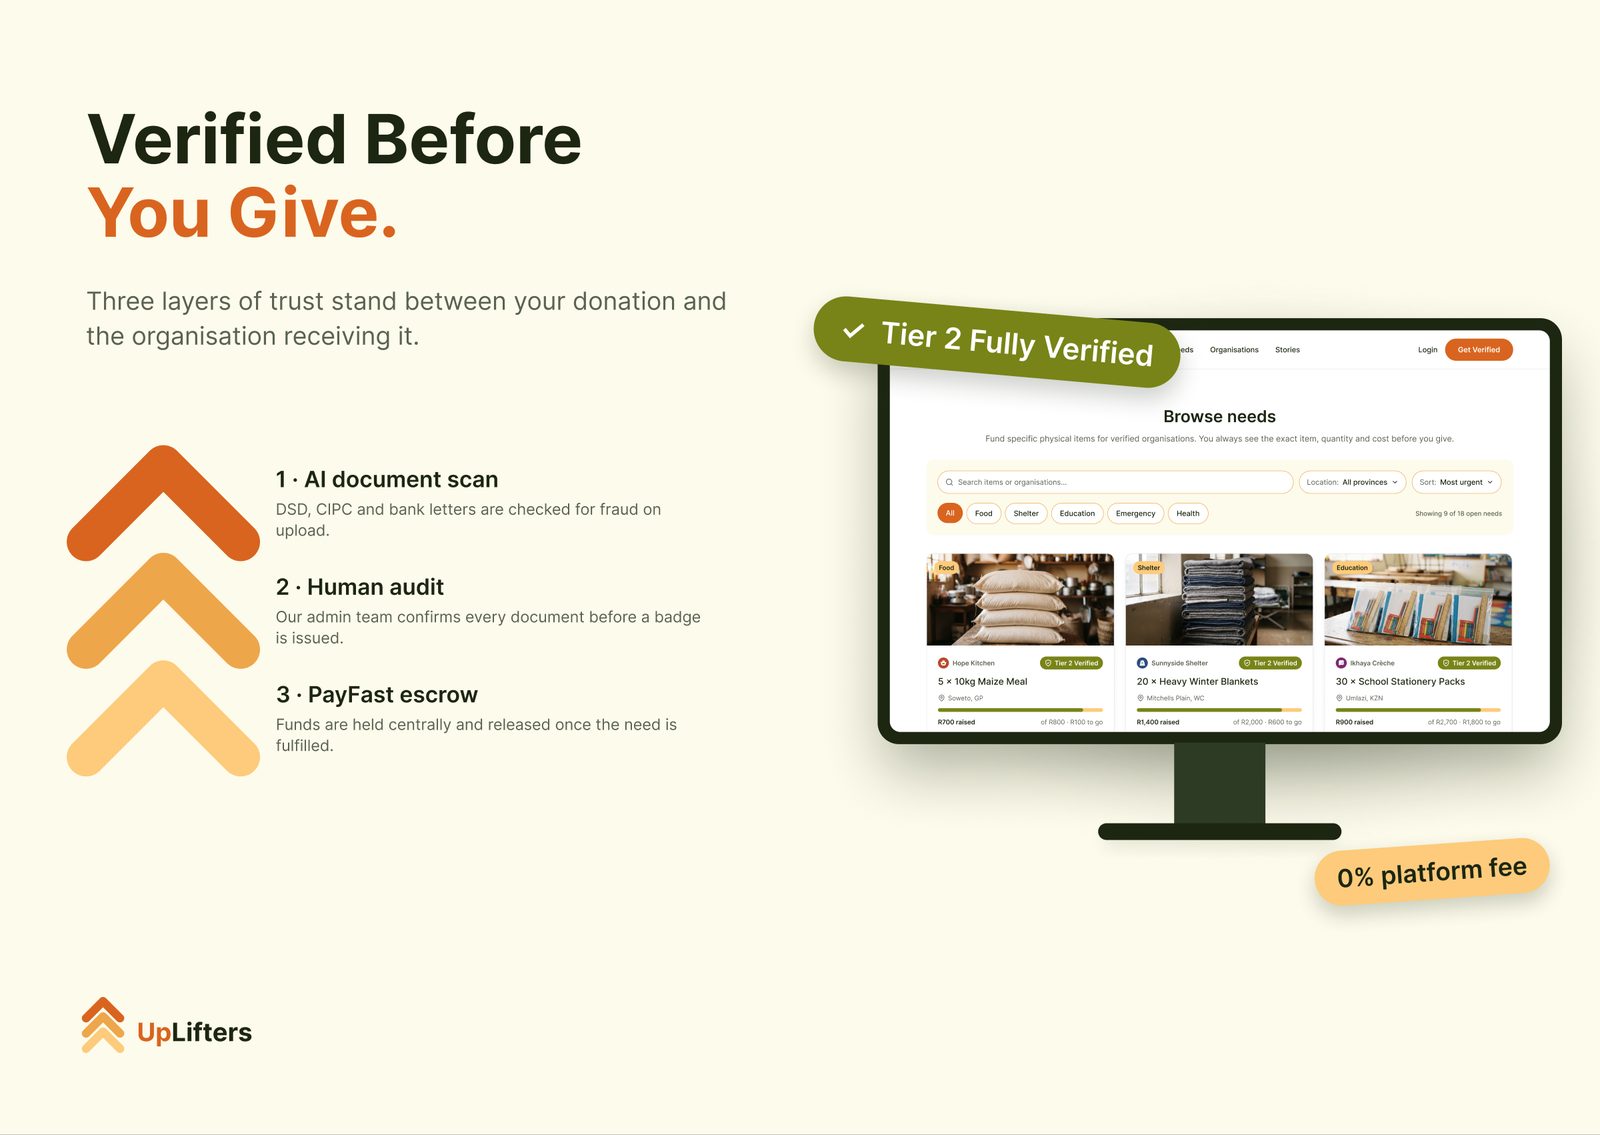 Verified Before
You Give.
Three layers of trust stand between your donation and
the organisation receiving it.
1 · AI document scan
DSD, CIPC and bank letters are checked for fraud on
upload.
2 · Human audit
Our admin team confirms every document before a badge
is issued.
3 · PayFast escrow
Funds are held centrally and released once the need is
fulfilled.
UpLifters
Tier 2 Fully Verified
Organisations Stories Login Get Verified
Browse needs
Fund specific physical items for verified organisations. You always see the exact item, quantity and cost before you give.
Search items or organisations... Location: All provinces Sort: Most urgent
All Food Shelter Education Emergency Health Showing 9 of 18 open needs
Food
Hope Kitchen Tier 2 Verified
5 × 10kg Maize Meal
Soweto, GP
R700 raised of R800 · R100 to go
Shelter
Sunnyside Shelter Tier 2 Verified
20 × Heavy Winter Blankets
Mitchells Plain, WC
R1,400 raised of R2,000 · R600 to go
Education
Ikhaya Crèche Tier 2 Verified
30 × School Stationery Packs
Umlazi, KZN
R900 raised of R2,700 · R1,800 to go
0% platform fee